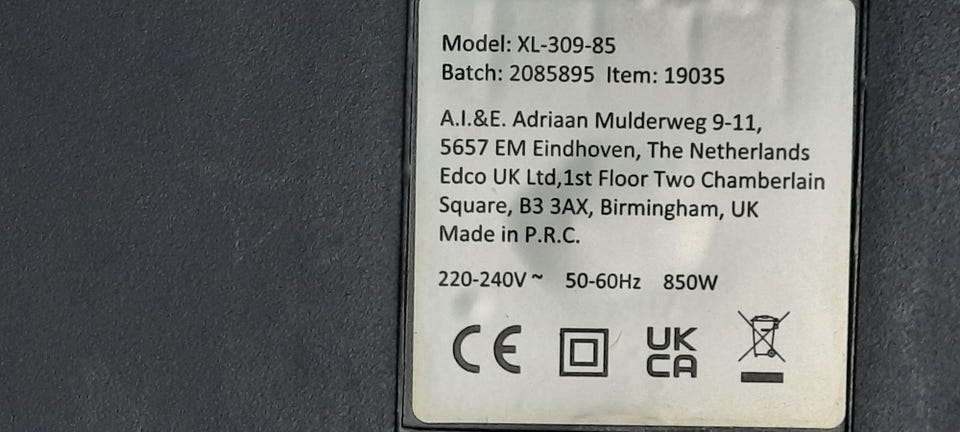 Model: XL-309-85
Batch: 2085895 Item: 19035
A.I.&E. Adriaan Mulderweg 9-11,
5657 EM Eindhoven, The Netherlands
Edco UK Ltd,1st Floor Two Chamberlain
Square, B3 3AX, Birmingham, UK
Made in P.R.C.
220-240V ~ 50-60Hz 850W
CE UK
CA